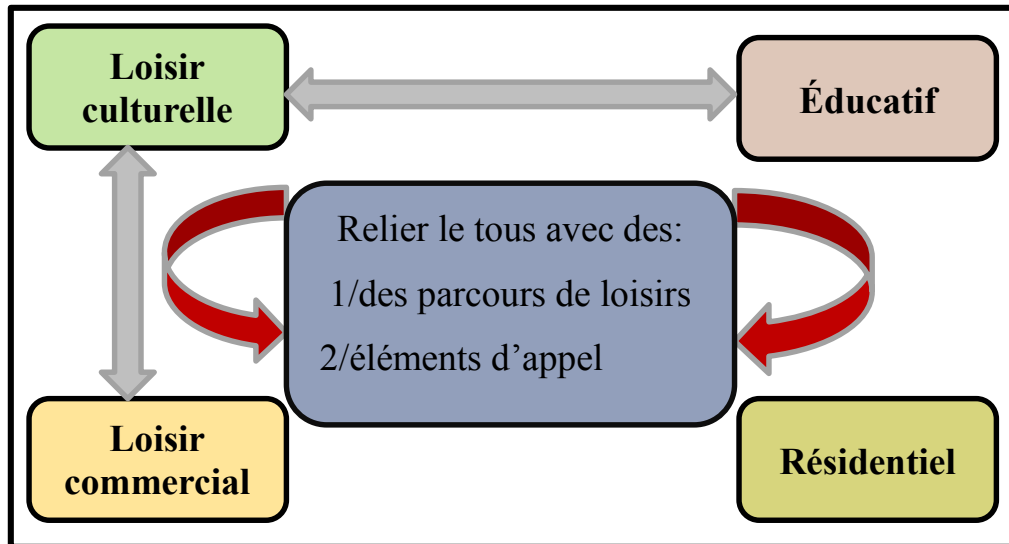 Loisir
culturelle
Éducatif
Relier le tous avec des:
1/des parcours de loisirs
2/éléments d’appel
Loisir
commercial
Résidentiel